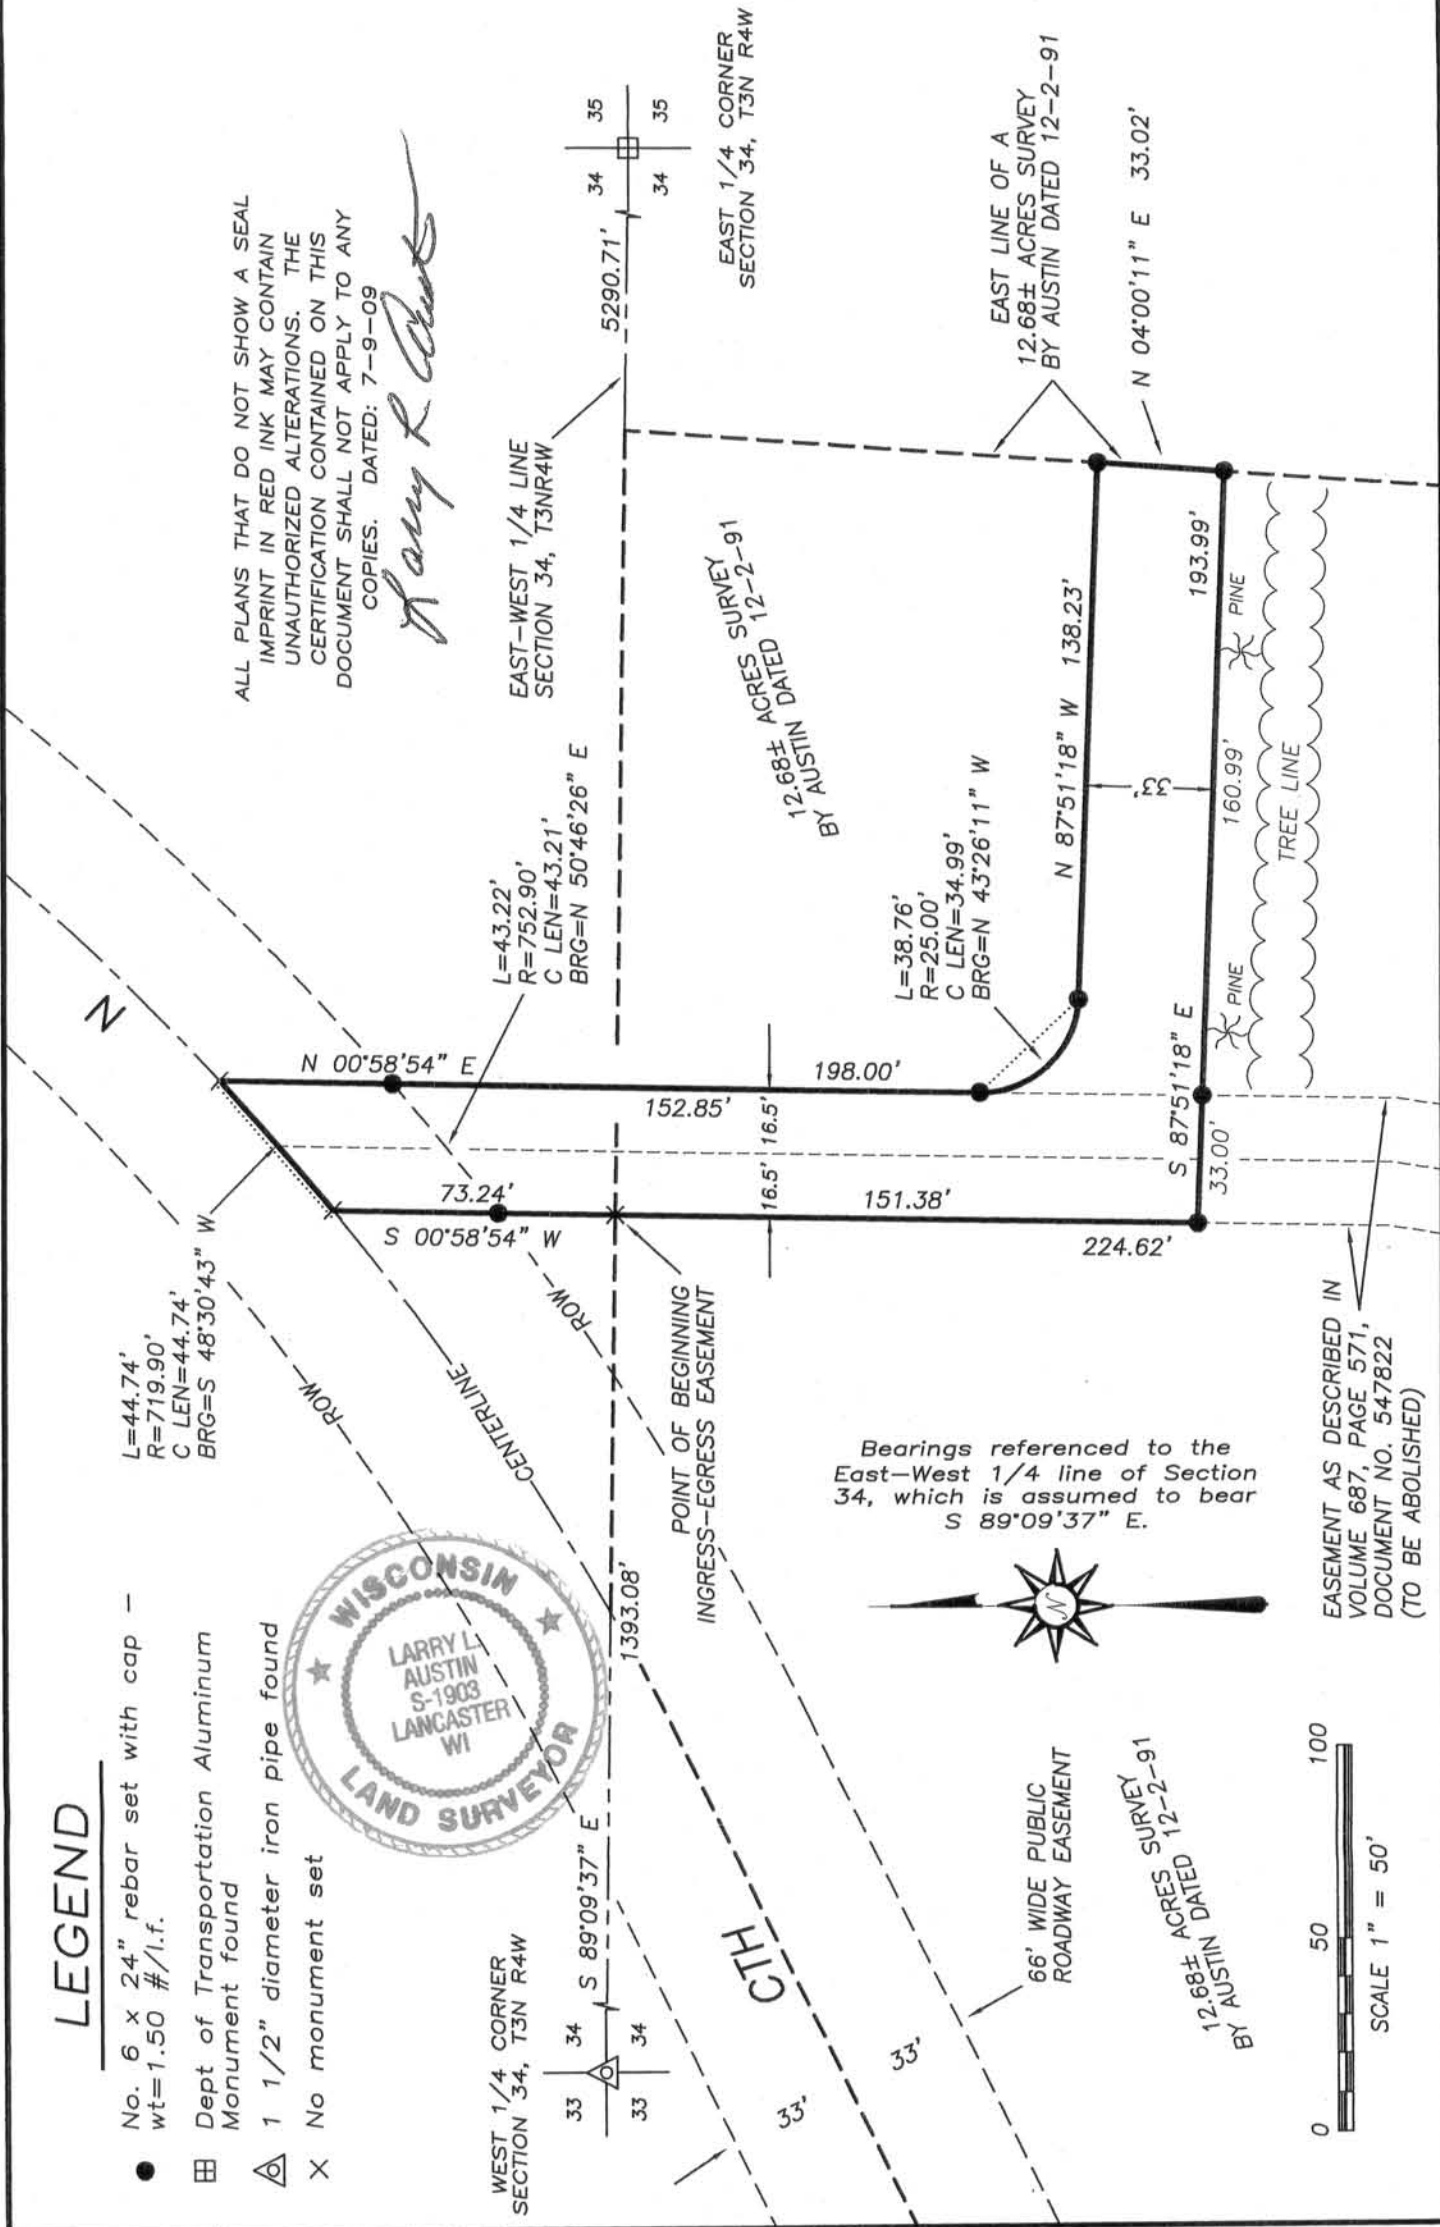 LEGEND
No. 6 x 24" rebar set with cap –
wt=1.50 #/l.f.
Dept of Transportation Aluminum
Monument found
1 1/2" diameter iron pipe found
No monument set
WISCONSIN
LARRY L.
AUSTIN
S-1903
LANCASTER
WI
LAND SURVEYOR
L=44.74'
R=719.90'
C LEN=44.74'
BRG=S 48°30'43" W
N
ALL PLANS THAT DO NOT SHOW A SEAL
IMPRINT IN RED INK MAY CONTAIN
UNAUTHORIZED ALTERATIONS. THE
CERTIFICATION CONTAINED ON THIS
DOCUMENT SHALL NOT APPLY TO ANY
COPIES. DATED: 7-9-09
N 00°58'54" E
L=43.22'
R=752.90'
C LEN=43.21'
BRG=N 50°46'26" E
EAST-WEST 1/4 LINE
SECTION 34, T3NR4W
5290.71'
34 35
34 35
EAST 1/4 CORNER
SECTION 34, T3N R4W
WEST 1/4 CORNER
SECTION 34, T3N R4W
33 34
33 34
S 89°09'37" E
1393.08'
ROW
CENTERLINE
ROW
73.24'
S 00°58'54" W
152.85'
198.00'
16.5' 16.5'
151.38'
224.62'
POINT OF BEGINNING
INGRESS-EGRESS EASEMENT
12.68± ACRES SURVEY
BY AUSTIN DATED 12-2-91
L=38.76'
R=25.00'
C LEN=34.99'
BRG=N 43°26'11" W
EAST LINE OF A
12.68± ACRES SURVEY
BY AUSTIN DATED 12-2-91
N 04°00'11" E 33.02'
N 87°51'18" W 138.23'
33'
S 87°51'18" E
33.00'
160.99'
193.99'
PINE
PINE
TREE LINE
CTH
33'
33'
66' WIDE PUBLIC
ROADWAY EASEMENT
Bearings referenced to the
East-West 1/4 line of Section
34, which is assumed to bear
S 89°09'37" E.
N
12.68± ACRES SURVEY
BY AUSTIN DATED 12-2-91
EASEMENT AS DESCRIBED IN
VOLUME 687, PAGE 571,
DOCUMENT NO. 547822
(TO BE ABOLISHED)
0 50 100
SCALE 1" = 50'